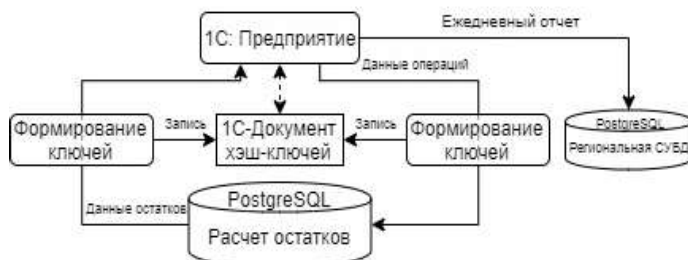 Ежедневный отчет
1С: Предприятие
Данные операций
Формирование
ключей
Запись
1С-Документ
хэш-ключей
Запись
Формирование
ключей
PostgreSQL
Региональная СУБД
Данные остатков
PostgreSQL
Расчет остатков